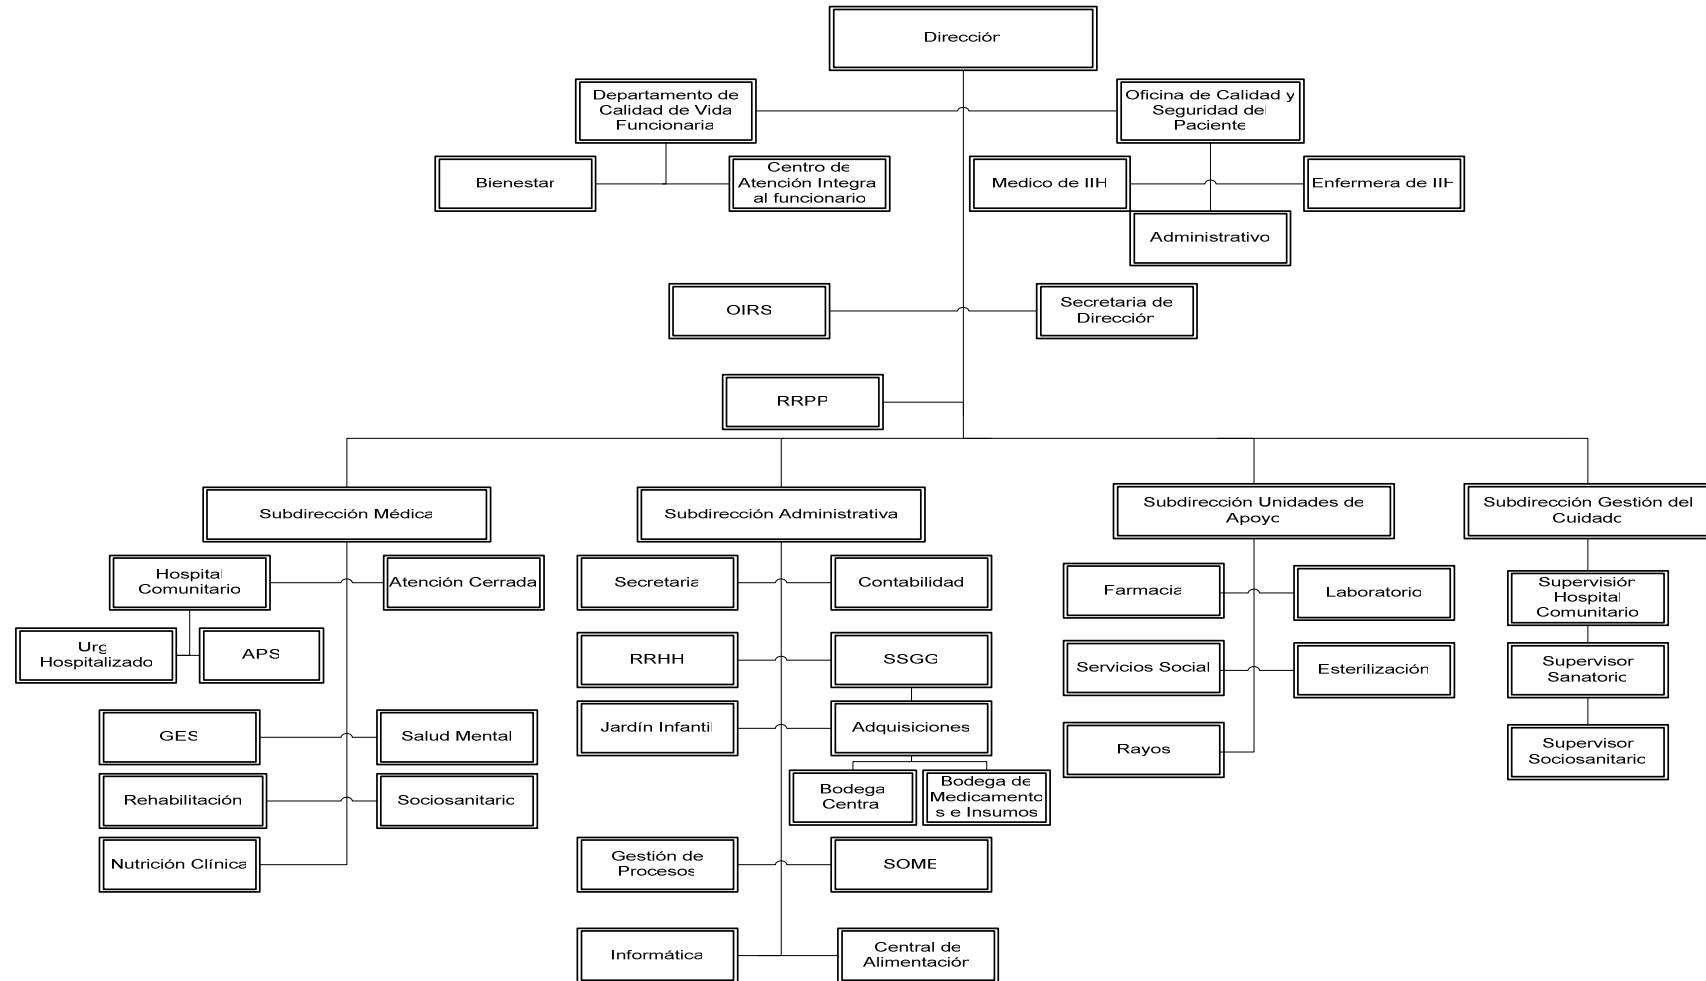 Dirección
Departamento de
Calidad de Vida
Funcionaria
Oficina de Calidad y
Seguridad del
Paciente
Bienestar
Centro de
Atención Integra
al funcionario
Medico de IIH
Enfermera de IIH
Administrativo
OIRS
Secretaria de
Dirección
RRPP
Subdirección Médica
Subdirección Administrativa
Subdirección Unidades de
Apoyo
Subdirección Gestión del
Cuidado
Hospital
Comunitario
Atención Cerrada
Urg
Hospitalizado
APS
GES
Salud Mental
Rehabilitación
Sociosanitario
Nutrición Clínica
Secretaria
Contabilidad
RRHH
SSGG
Jardín Infantil
Adquisiciones
Bodega
Centra
Bodega de
Medicamento
s e Insumos
Gestión de
Procesos
SOME
Informática
Central de
Alimentación
Farmacia
Laboratorio
Servicios Social
Esterilización
Rayos
Supervisión
Hospital
Comunitario
Supervisor
Sanatorio
Supervisor
Sociosanitario